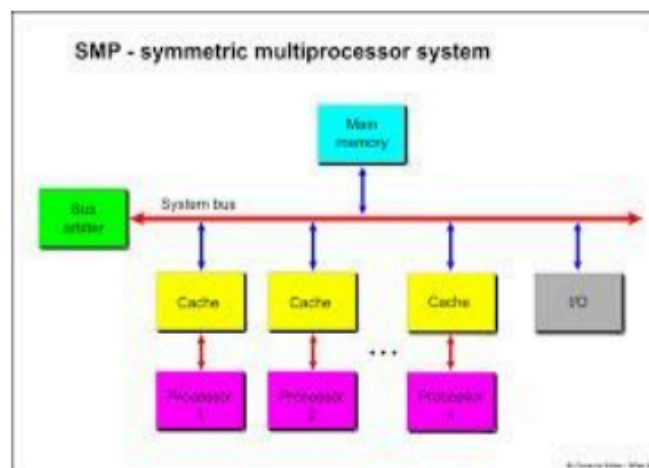 SMP - symmetric multiprocessor system
Main
memory
Bus
arbiter
System bus
Cache
Cache
Cache
I/O
...
Processor
1
Processor
2
Processor
n